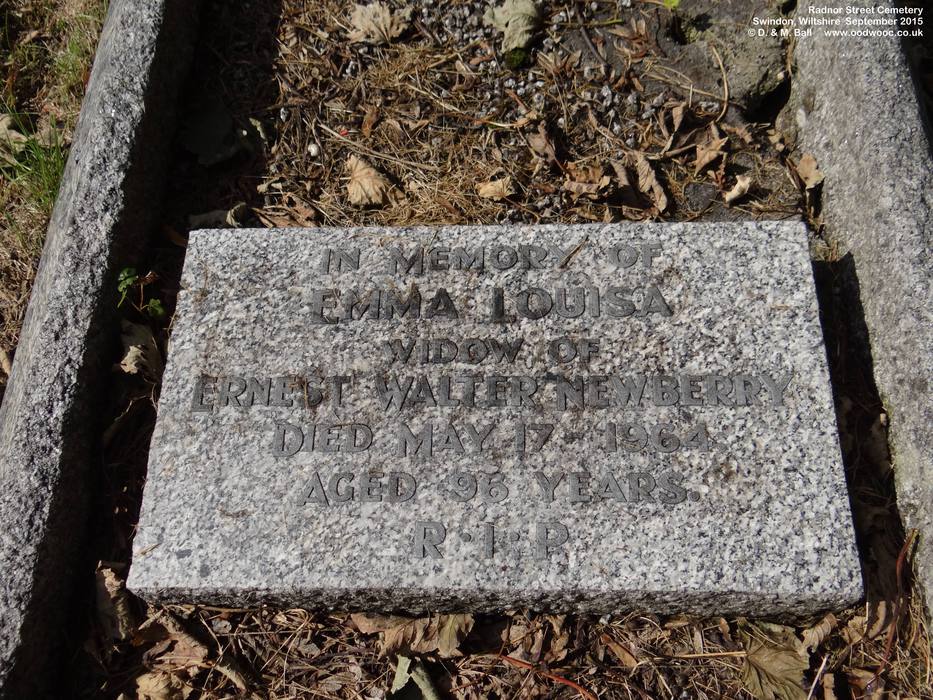 Radnor Street Cemetery
Swindon, Wiltshire September 2015
© D. & M. Ball www.oodwooc.co.uk
IN MEMORY OF
EMMA LOUISA
WIDOW OF
ERNEST WALTER NEWBERRY
DIED MAY 17TH 1964.
AGED 96 YEARS.
R·I·P